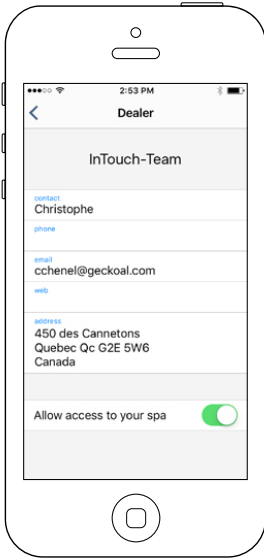 2:53 PM
Dealer
InTouch-Team
contact
Christophe
phone
email
cchenel@geckoal.com
web
address
450 des Cannetons
Quebec Qc G2E 5W6
Canada
Allow access to your spa